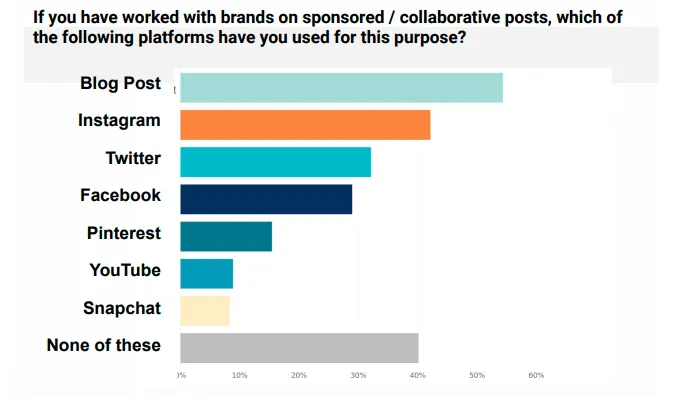 If you have worked with brands on sponsored / collaborative posts, which of
the following platforms have you used for this purpose?
Blog Post
Instagram
Twitter
Facebook
Pinterest
YouTube
Snapchat
None of these
0% 10% 20% 30% 40% 50% 60%